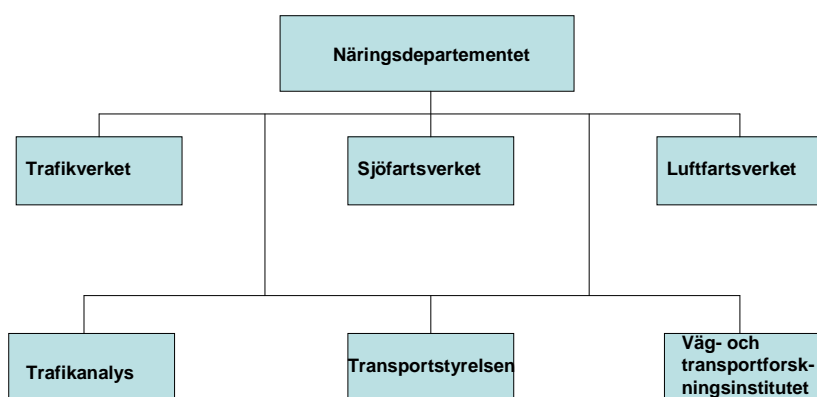 Näringsdepartementet
Trafikverket
Sjöfartsverket
Luftfartsverket
Trafikanalys
Transportstyrelsen
Väg- och
transportforsk-
ningsinstitutet